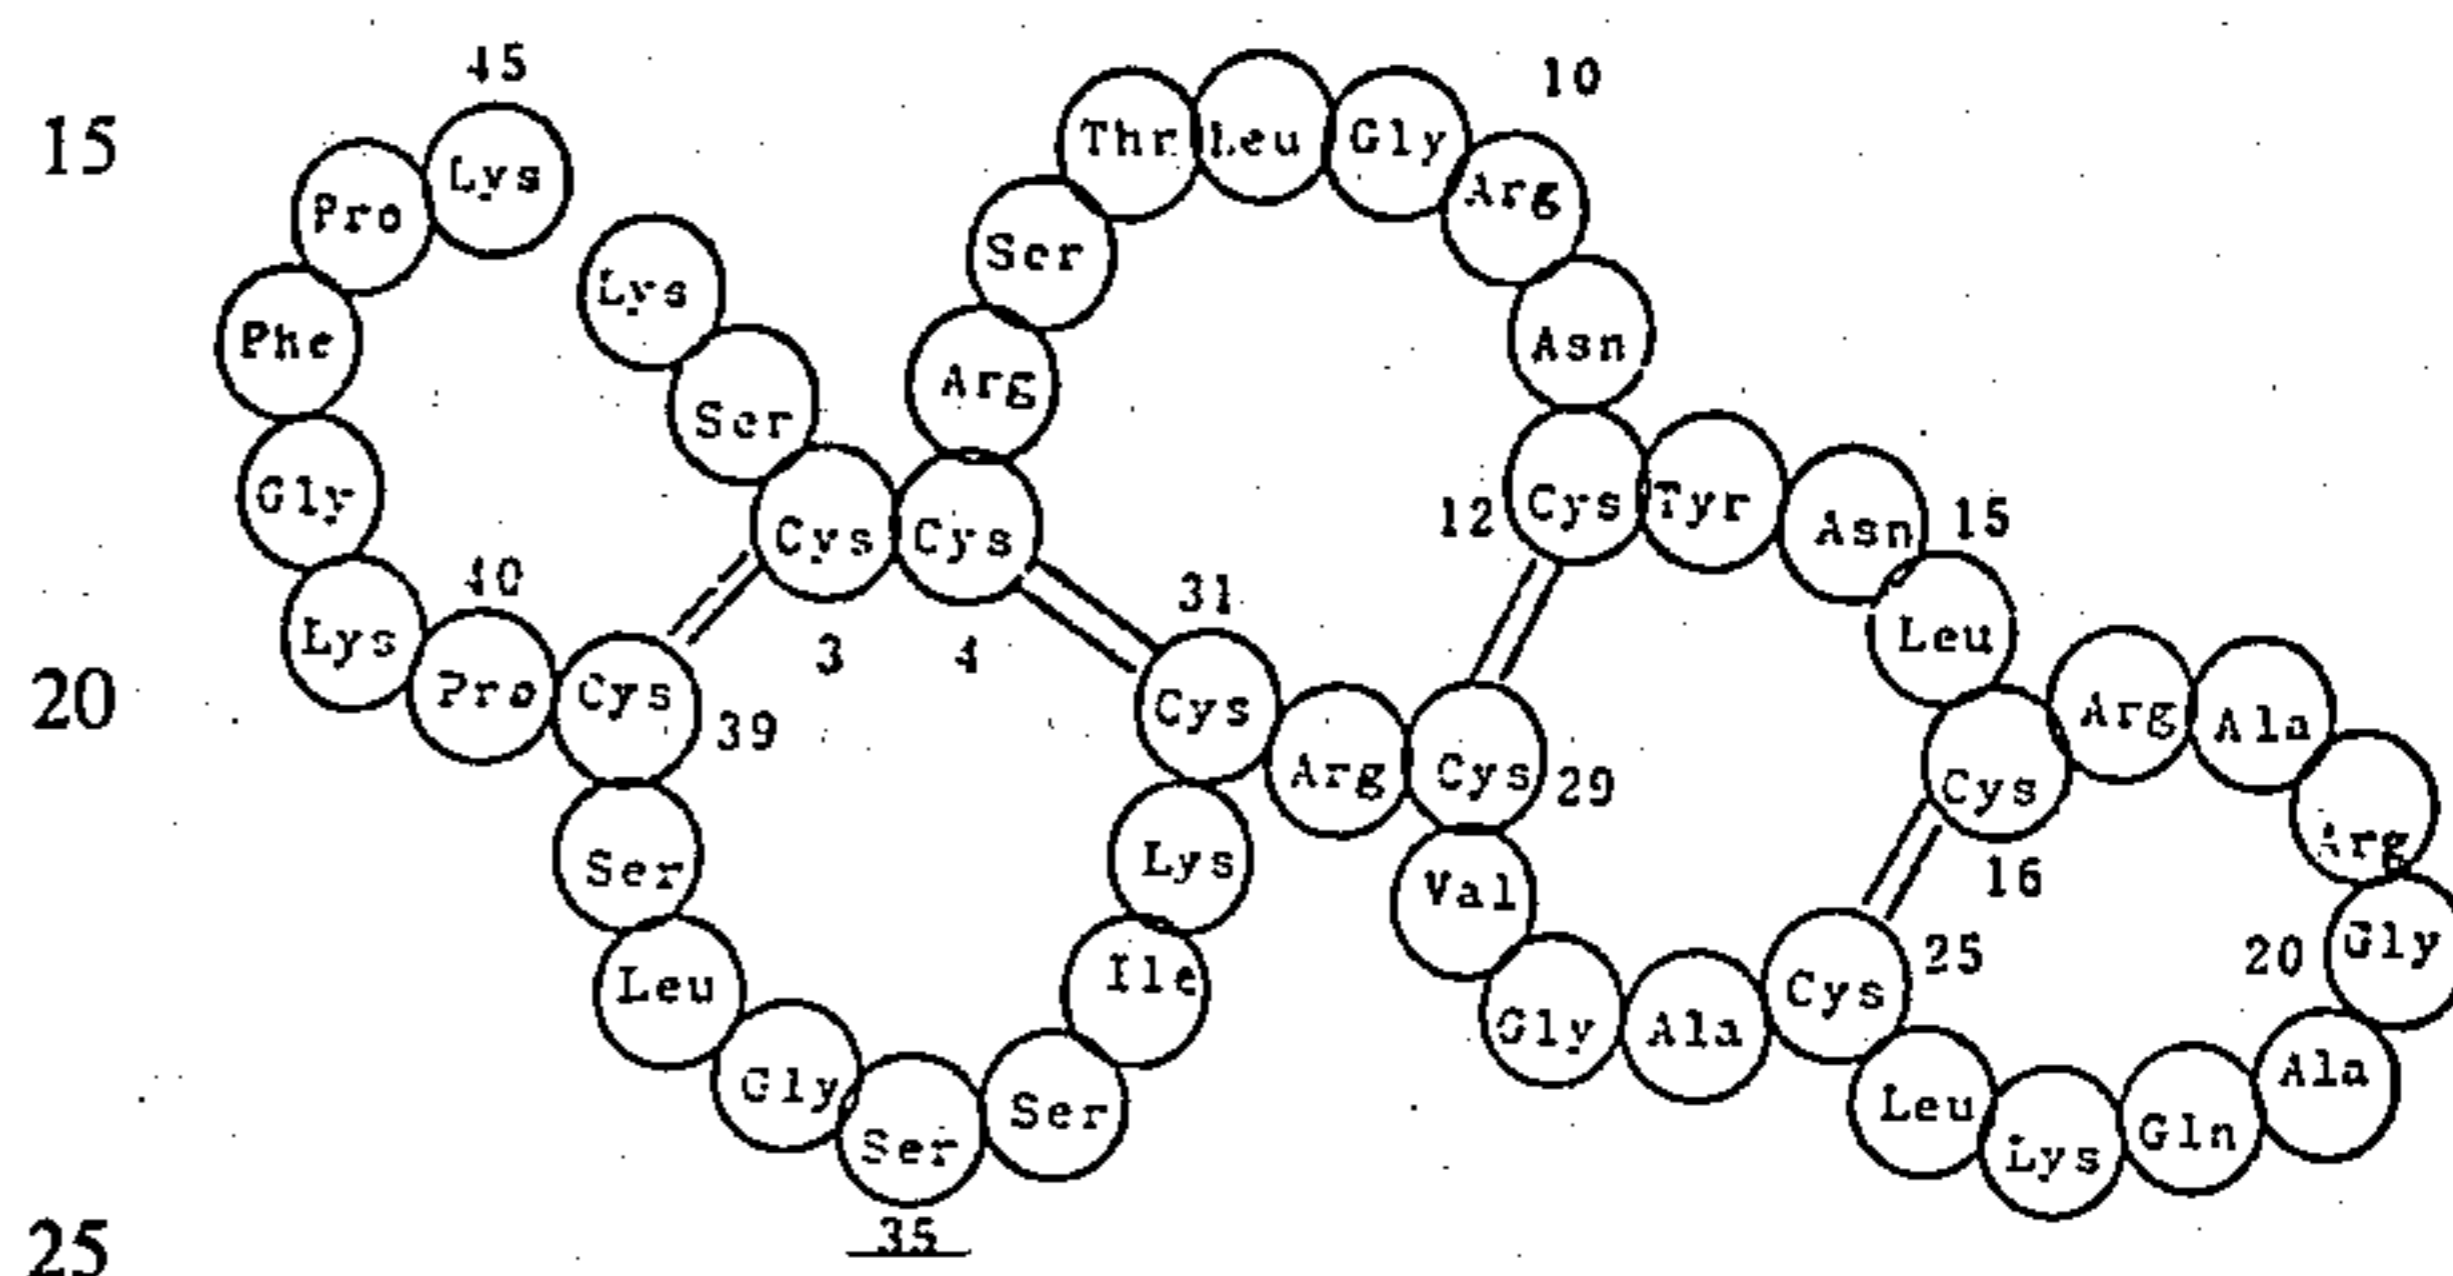 45
10
15
Thr Leu Gly
Pro Lys
Arg
Lys
Ser
Phe
Asn
Arg
Ser
Gly
Cys Cys
12 Cys Tyr Asn 15
40
31
Lys Pro Cys
3 4
Leu
39
Cys Arg Cys 29
Arg Ala
20
Cys
Ser
Lys
Val
16
Arg
Leu
Ile
Gly Ala Cys 25
20 Gly
Gly Ser Ser
Leu Lys Gln Ala
35
25